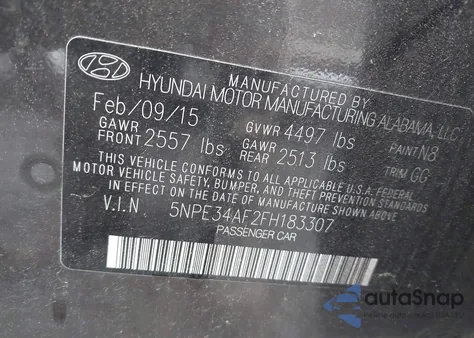 MANUFACTURED BY
HYUNDAI MOTOR MANUFACTURING ALABAMA, LLC
Feb/09/15 GVWR 4497 lbs PAINT: N8
GAWR FRONT 2557 lbs GAWR REAR 2513 lbs TRIM GG
THIS VEHICLE CONFORMS TO ALL APPLICABLE U.S.A. FEDERAL
MOTOR VEHICLE SAFETY, BUMPER, AND THEFT PREVENTION STANDARDS
IN EFFECT ON THE DATE OF MANUFACTURE SHOWN ABOVE.
V.I.N 5NPE34AF2FH183307
PASSENGER CAR
autoSnap